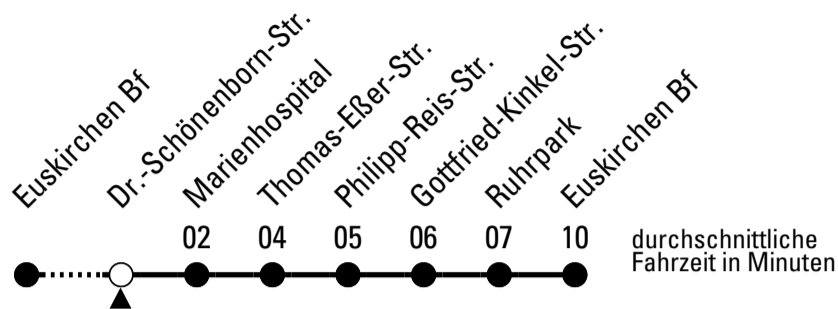 Euskirchen Bf
Dr.-Schönenborn-Str.
Marienhospital
Thomas-Eßer-Str.
Philipp-Reis-Str.
Gottfried-Kinkel-Str.
Ruhrpark
Euskirchen Bf
02 04 05 06 07 10
durchschnittliche
Fahrzeit in Minuten